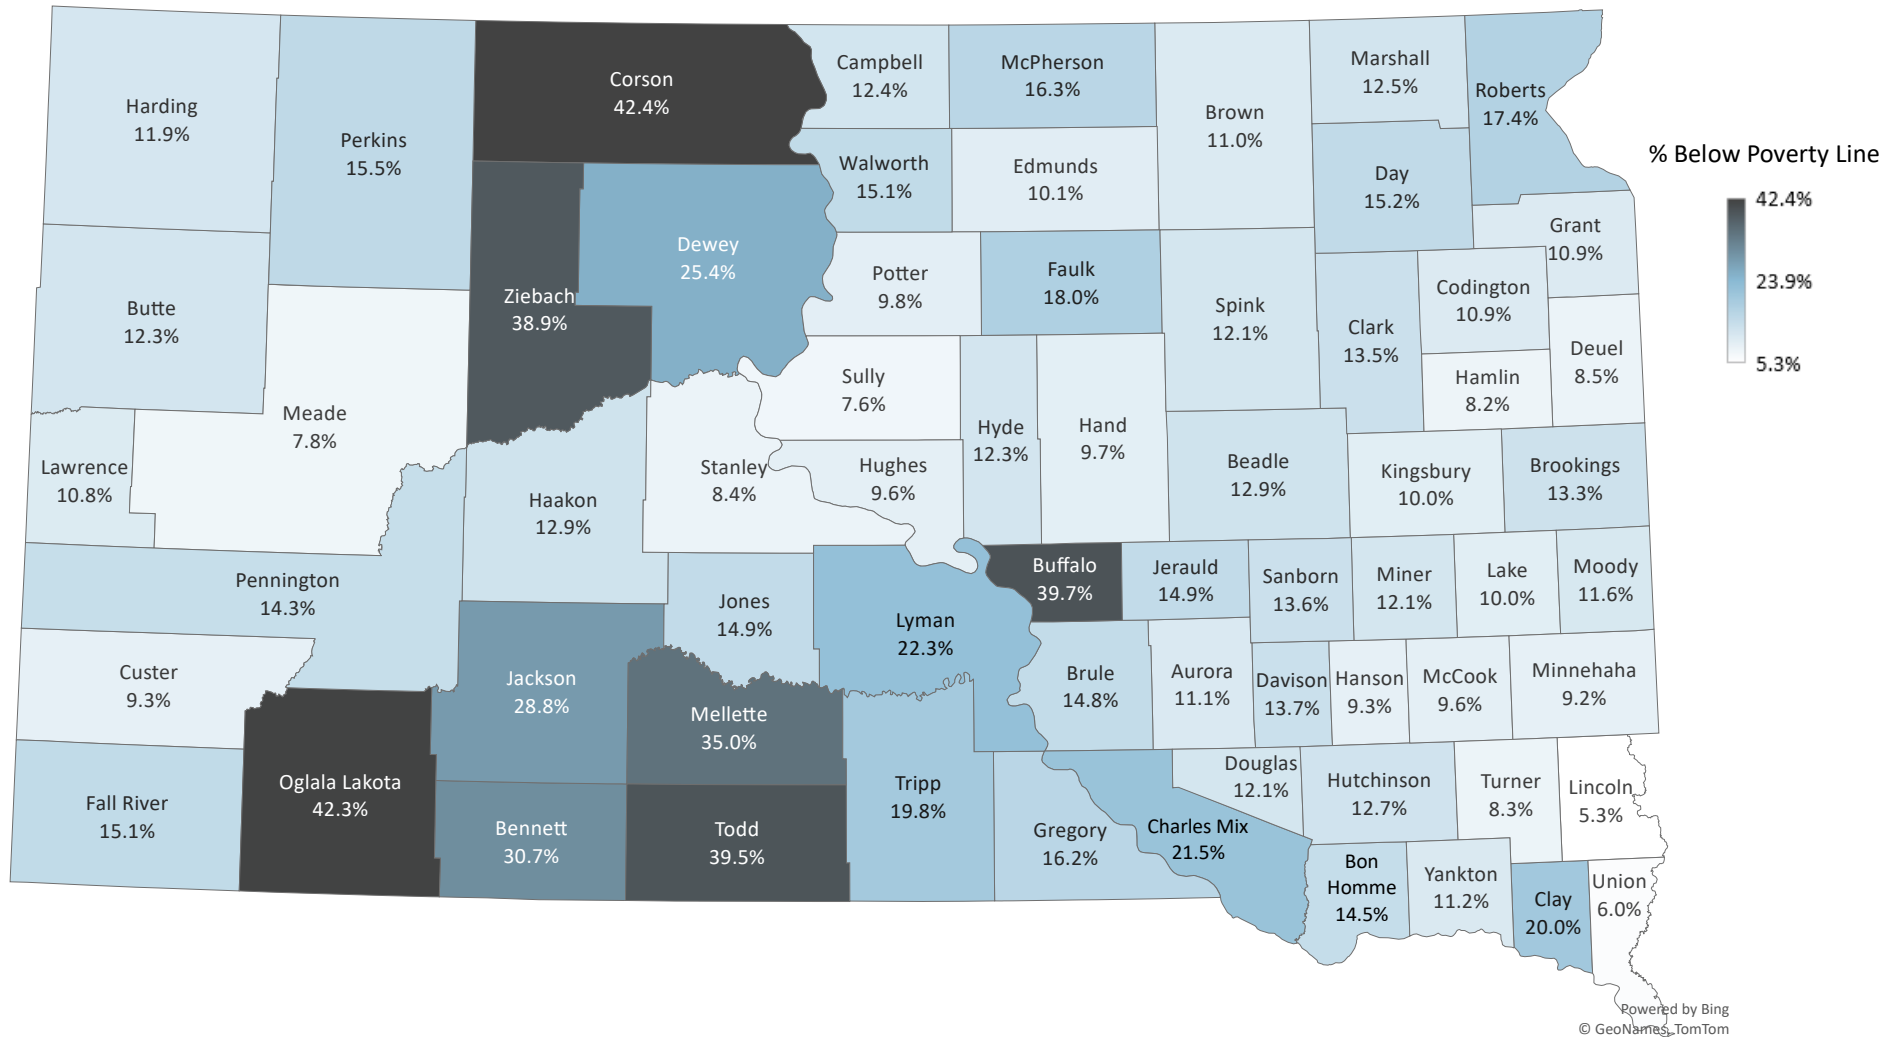 Harding
11.9%
Perkins
15.5%
Corson
42.4%
Campbell
12.4%
McPherson
16.3%
Brown
11.0%
Marshall
12.5%
Roberts
17.4%
% Below Poverty Line
42.4%
23.9%
5.3%
Walworth
15.1%
Edmunds
10.1%
Day
15.2%
Grant
10.9%
Butte
12.3%
Ziebach
38.9%
Dewey
25.4%
Potter
9.8%
Faulk
18.0%
Spink
12.1%
Clark
13.5%
Codington
10.9%
Deuel
8.5%
Hamlin
8.2%
Meade
7.8%
Sully
7.6%
Hyde
12.3%
Hand
9.7%
Lawrence
10.8%
Haakon
12.9%
Stanley
8.4%
Hughes
9.6%
Beadle
12.9%
Kingsbury
10.0%
Brookings
13.3%
Pennington
14.3%
Jones
14.9%
Lyman
22.3%
Buffalo
39.7%
Jerauld
14.9%
Sanborn
13.6%
Miner
12.1%
Lake
10.0%
Moody
11.6%
Custer
9.3%
Jackson
28.8%
Mellette
35.0%
Brule
14.8%
Aurora
11.1%
Davison
13.7%
Hanson
9.3%
McCook
9.6%
Minnehaha
9.2%
Fall River
15.1%
Oglala Lakota
42.3%
Bennett
30.7%
Todd
39.5%
Tripp
19.8%
Gregory
16.2%
Charles Mix
21.5%
Douglas
12.1%
Hutchinson
12.7%
Turner
8.3%
Lincoln
5.3%
Bon
Homme
14.5%
Yankton
11.2%
Clay
20.0%
Union
6.0%
Powered by Bing
© GeoNames, TomTom